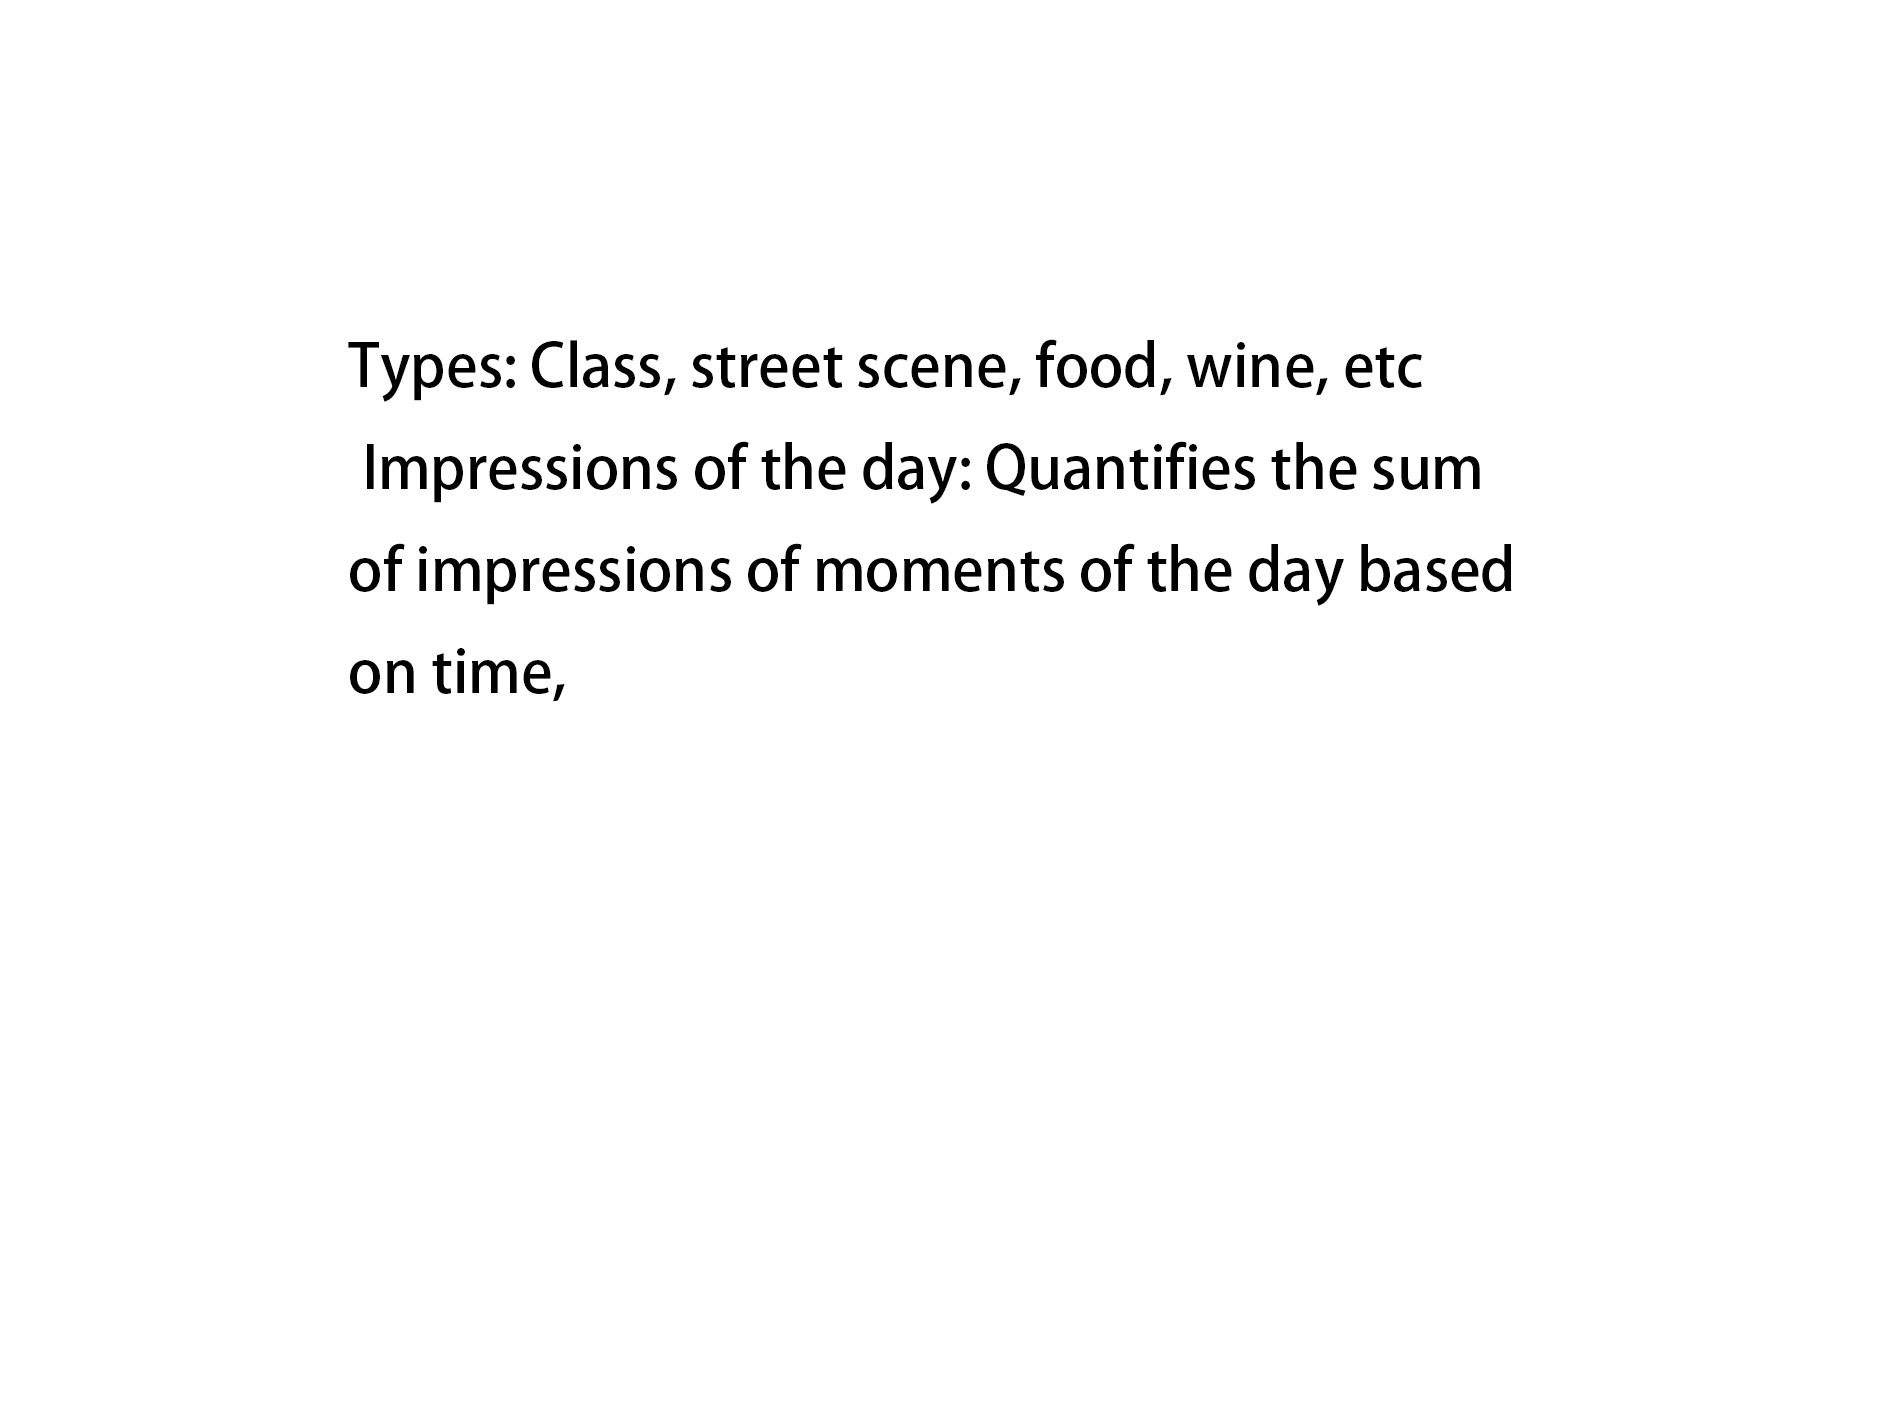 Types: Class, street scene, food, wine, etc
Impressions of the day: Quantifies the sum
of impressions of moments of the day based
on time,